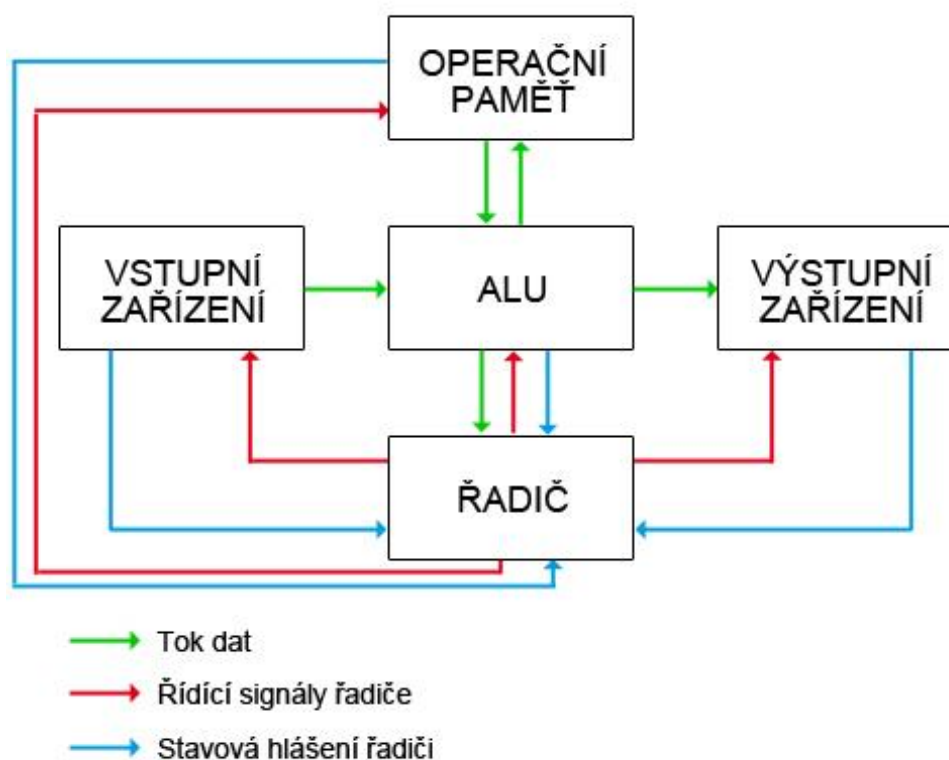 OPERAČNÍ
PAMĚŤ
VSTUPNÍ
ZAŘÍZENÍ
ALU
VÝSTUPNÍ
ZAŘÍZENÍ
ŘADIČ
Tok dat
Řídící signály řadiče
Stavová hlášení řadiči